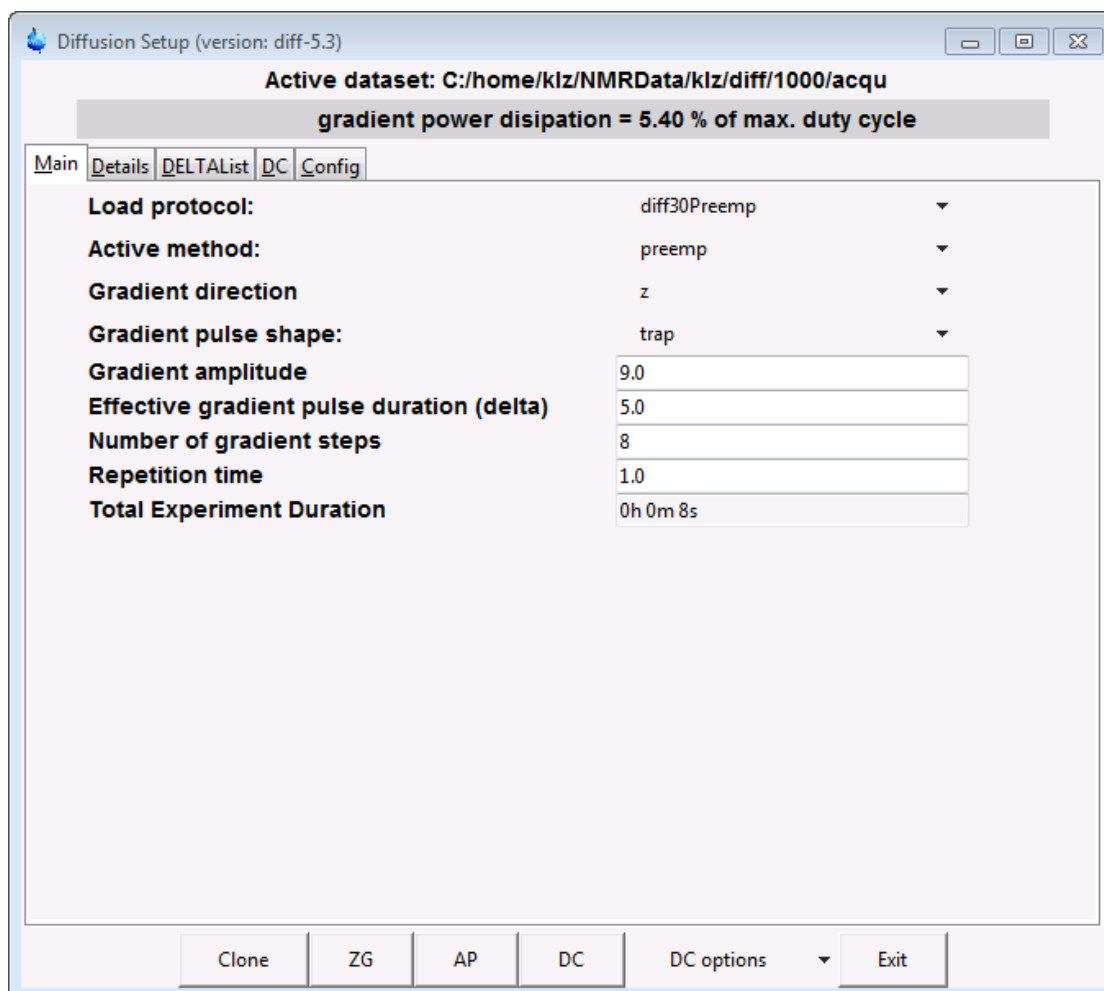 Diffusion Setup (version: diff-5.3)
Active dataset: C:/home/klz/NMRData/klz/diff/1000/acqu
gradient power disipation = 5.40 % of max. duty cycle
Main Details DELTAList DC Config
Load protocol: diff30Preemp
Active method: preemp
Gradient direction z
Gradient pulse shape: trap
Gradient amplitude 9.0
Effective gradient pulse duration (delta) 5.0
Number of gradient steps 8
Repetition time 1.0
Total Experiment Duration 0h 0m 8s
Clone ZG AP DC DC options Exit